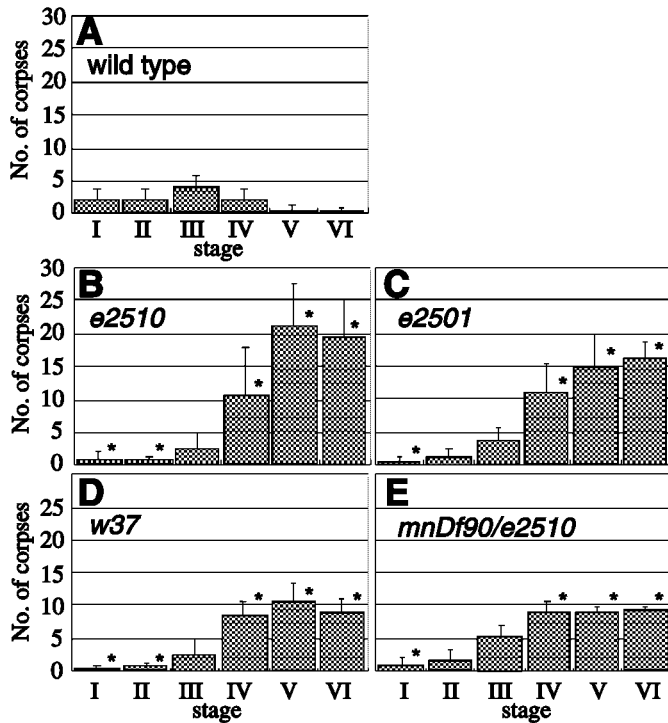 A
wild type
No. of corpses
30
25
20
15
10
5
0
I II III IV V VI
stage
B
e2510
No. of corpses
30
25
20
15
10
5
0
* * * * *
C
e2501
* * * *
D
w37
No. of corpses
25
20
15
10
5
0
* * * * *
I II III IV V VI
stage
E
mnDf90/e2510
* * * *
I II III IV V VI
stage